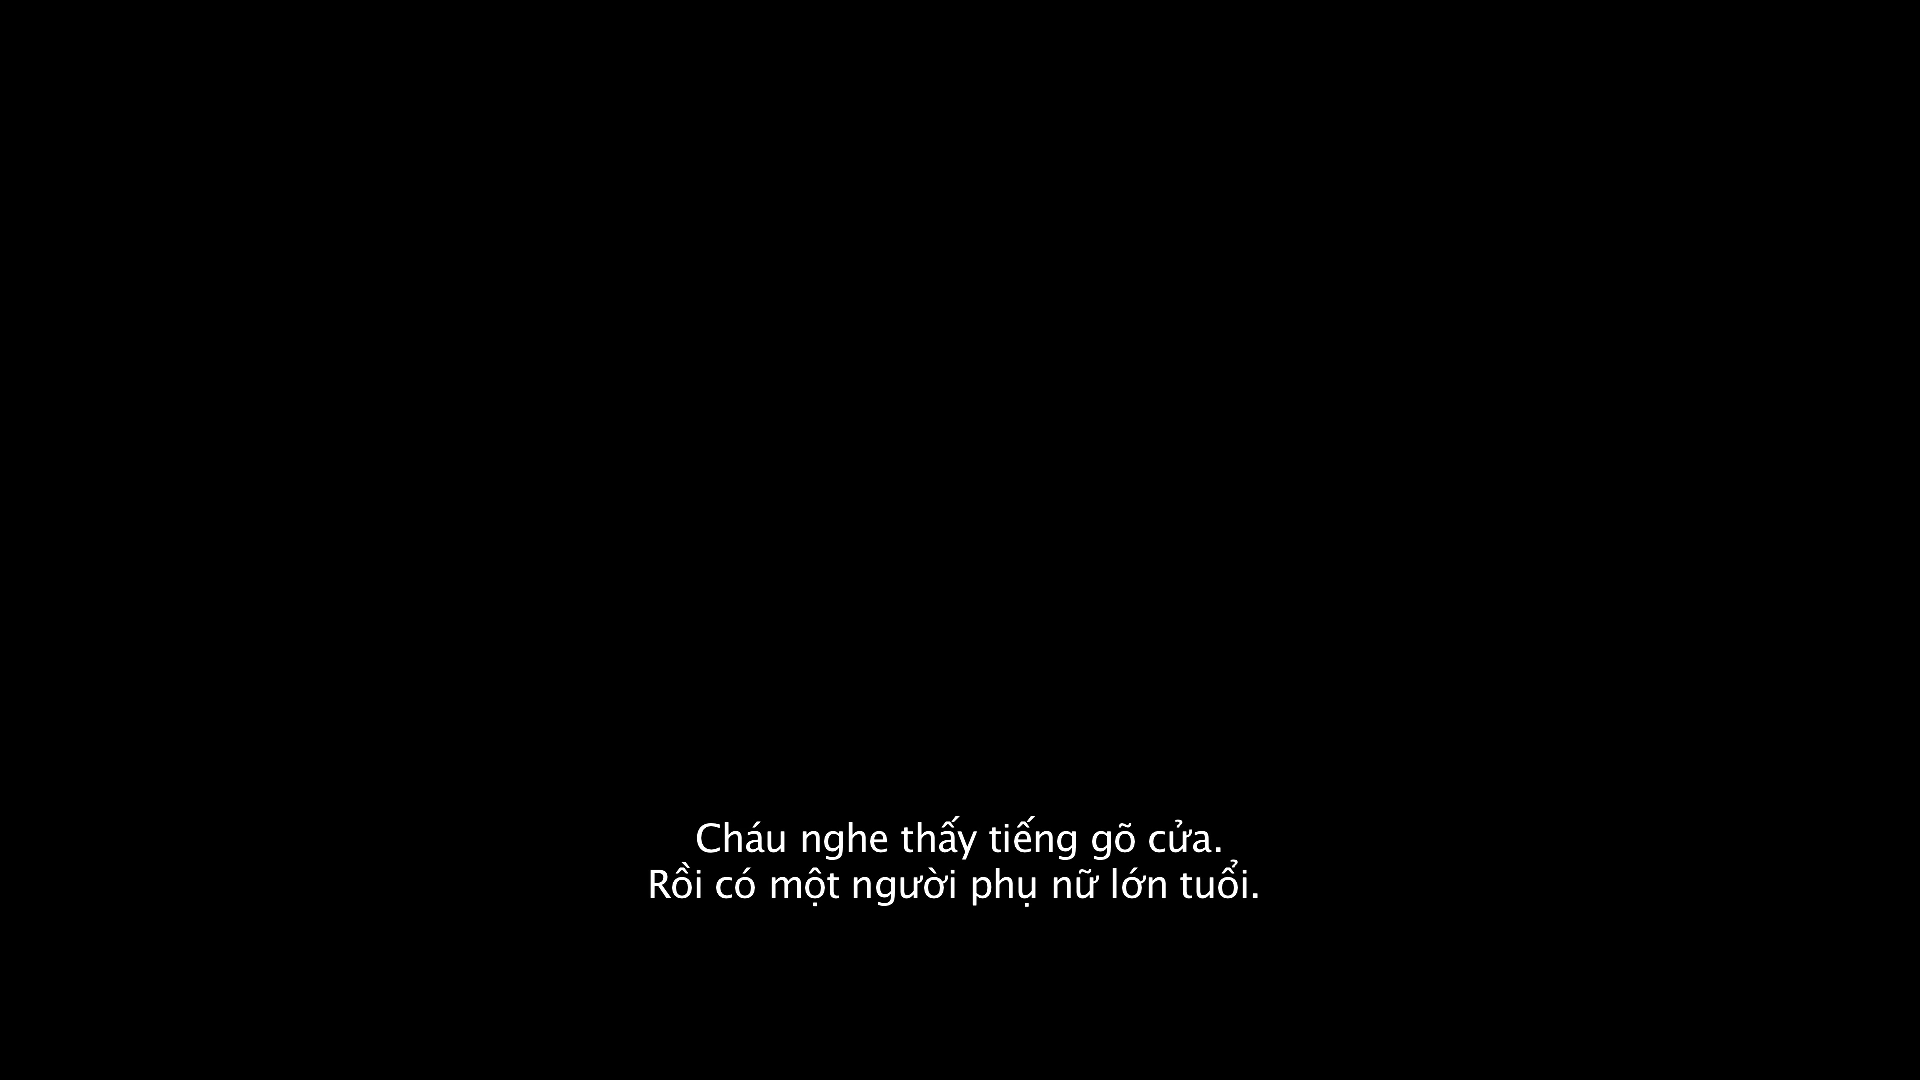 Cháu nghe thấy tiếng gõ cửa.
Rồi có một người phụ nữ lớn tuổi.